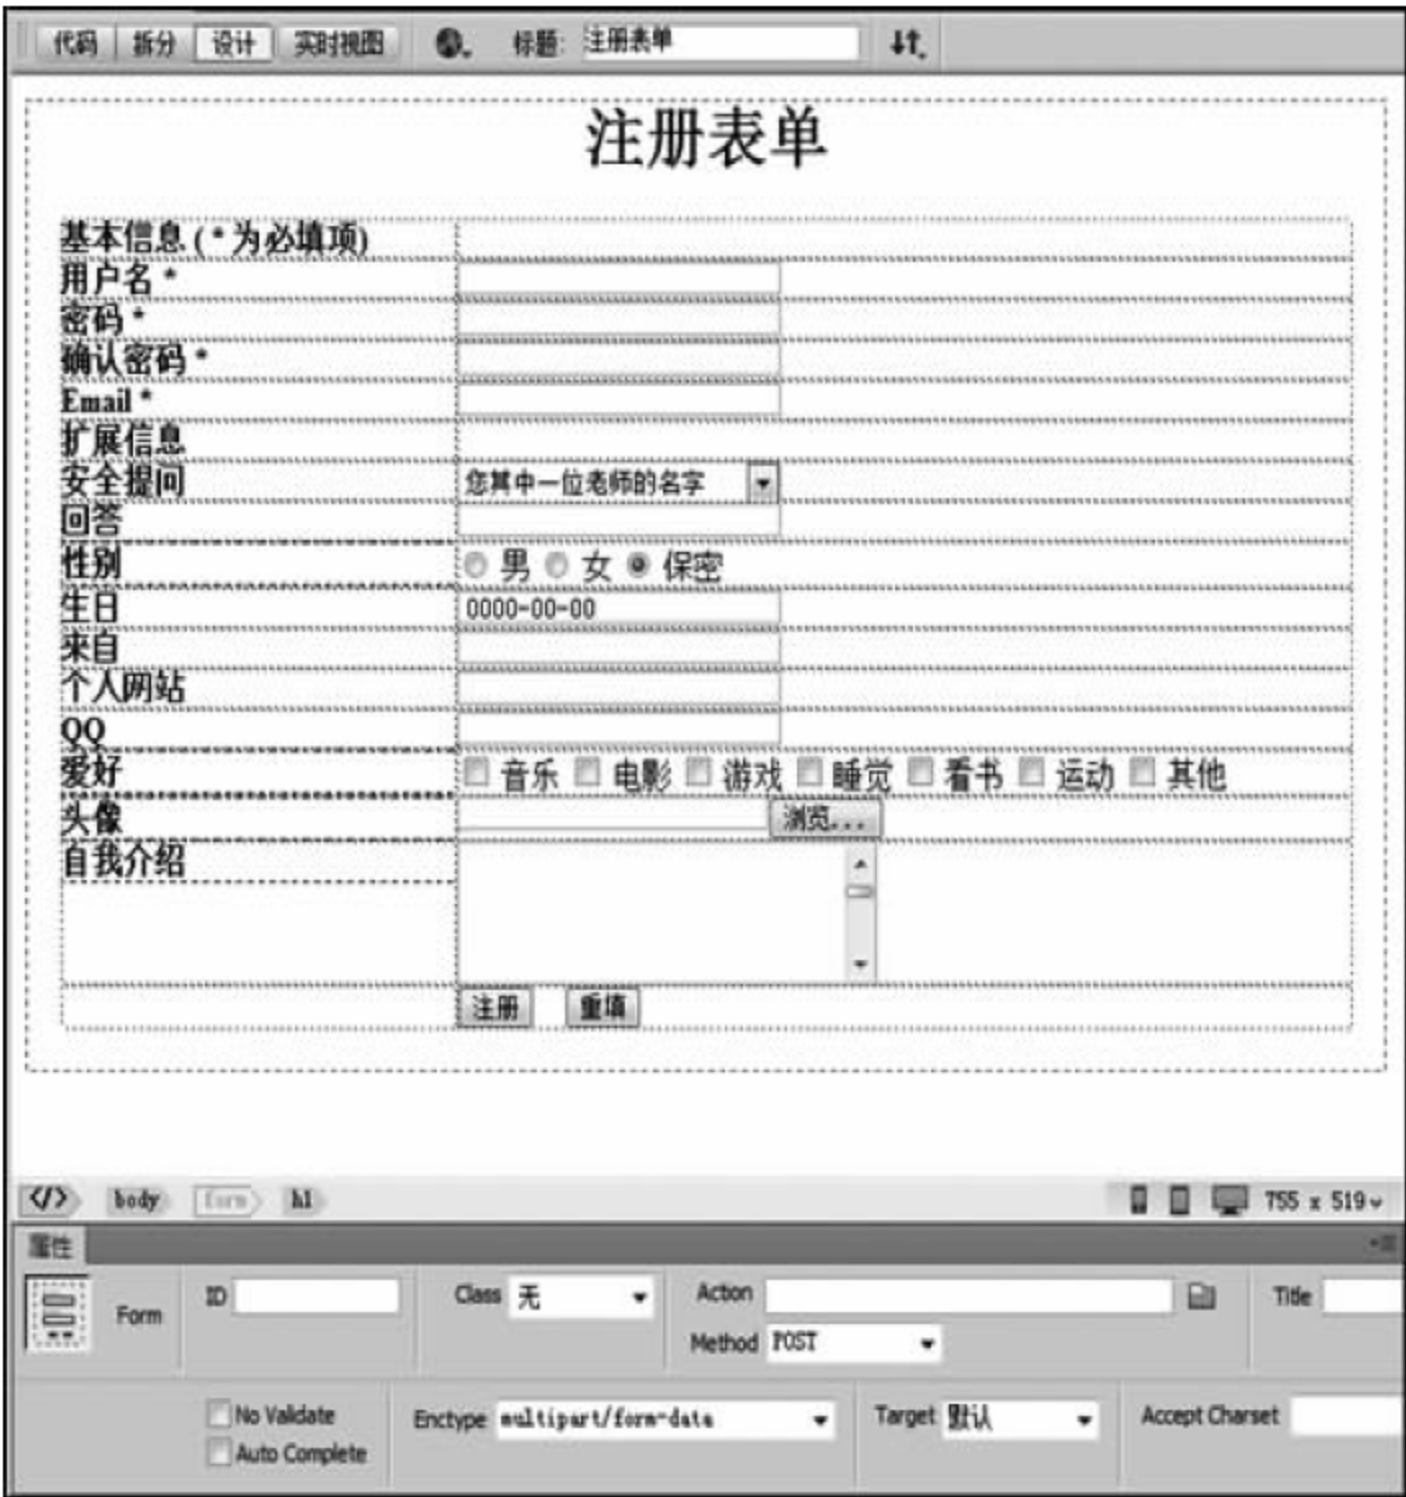 代码 拆分 设计 实时视图 标题: 注册表单
注册表单
基本信息 (* 为必填项)
用户名 *
密码 *
确认密码 *
Email *
扩展信息
安全提问 您其中一位老师的名字
回答
性别 男 女 保密
生日 0000-00-00
来自
个人网站
QQ
爱好 音乐 电影 游戏 睡觉 看书 运动 其他
头像 浏览...
自我介绍
注册 重填
</> body form h1 755 x 519
属性
Form ID Class 无 Action Title
Method POST
No Validate Enctype multipart/form-data Target 默认 Accept Charset
Auto Complete